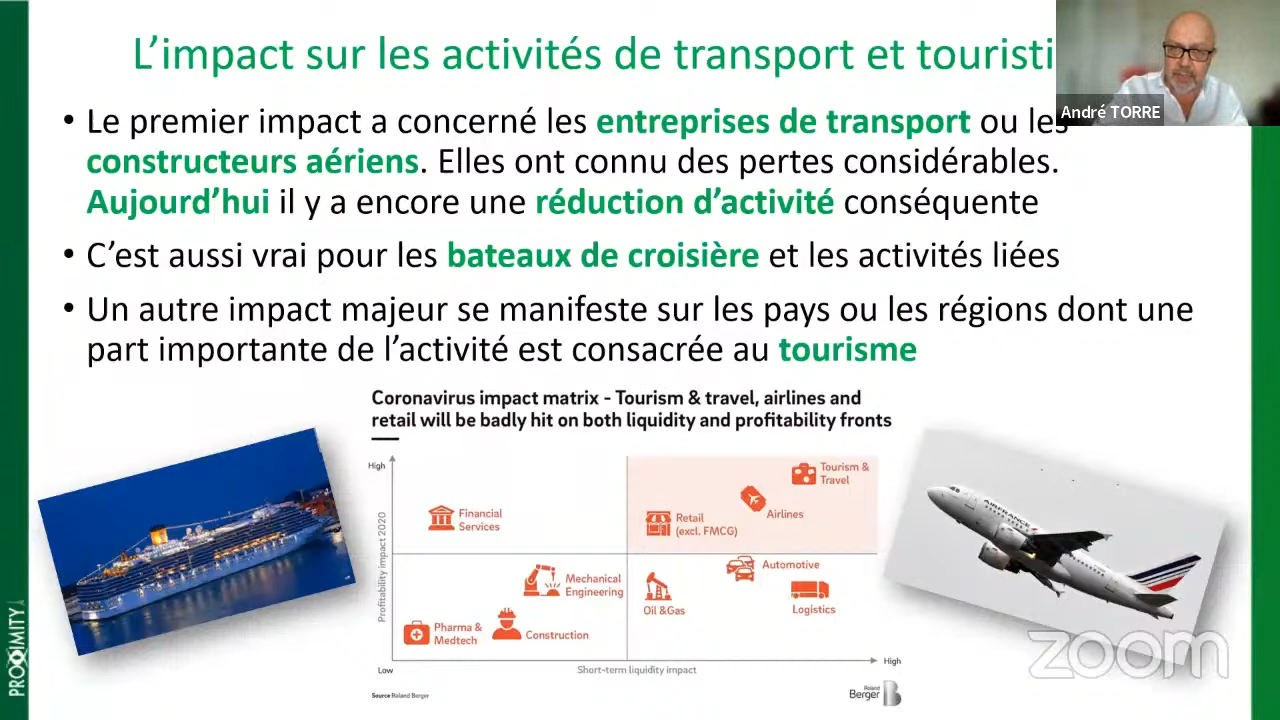 L’impact sur les activités de transport et touristi
André TORRE
• Le premier impact a concerné les entreprises de transport ou les
constructeurs aériens. Elles ont connu des pertes considérables.
Aujourd’hui il y a encore une réduction d’activité conséquente
• C’est aussi vrai pour les bateaux de croisière et les activités liées
• Un autre impact majeur se manifeste sur les pays ou les régions dont une
part importante de l’activité est consacrée au tourisme
Coronavirus impact matrix - Tourism & travel, airlines and
retail will be badly hit on both liquidity and profitability fronts
High
Profitability impact 2020
Tourism &
Travel
Airlines
Financial
Services
Retail
(excl. FMCG)
Automotive
Mechanical
Engineering
Oil &Gas
Logistics
Pharma &
Medtech
Construction
Low
Short-term liquidity impact
High
Source Roland Berger
Roland
Berger
AIRFRANCE
PROXIMITY
zoom